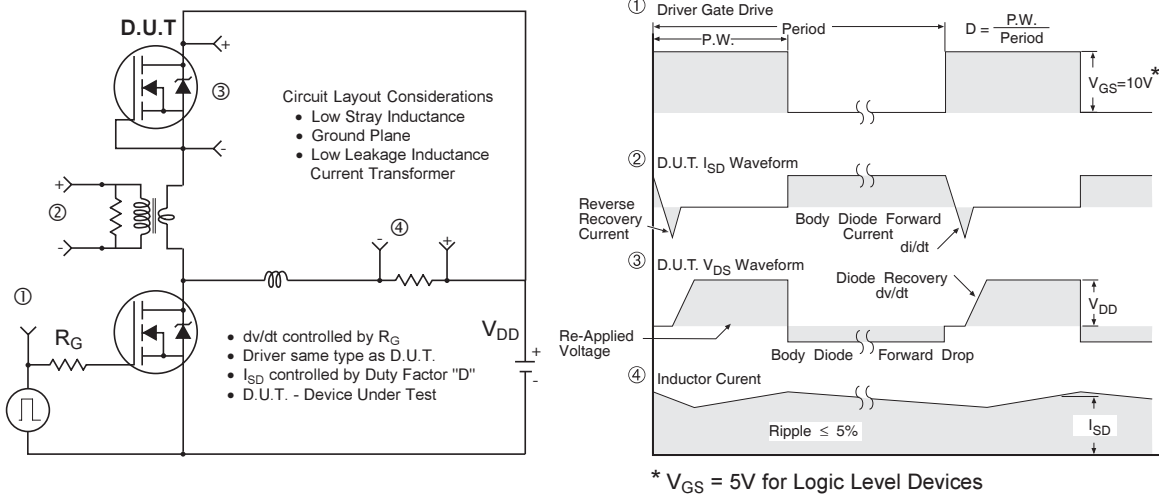 D.U.T
+
③
-
Circuit Layout Considerations
• Low Stray Inductance
• Ground Plane
• Low Leakage Inductance
Current Transformer
+
②
-
④
-
+
①
R_G
V_DD
+
-
• dv/dt controlled by R_G
• Driver same type as D.U.T.
• I_SD controlled by Duty Factor "D"
• D.U.T. - Device Under Test
① Driver Gate Drive
Period
P.W.
D = P.W.
Period
V_GS=10V*
② D.U.T. I_SD Waveform
Reverse
Recovery
Current
Body Diode Forward
Current
di/dt
③ D.U.T. V_DS Waveform
Diode Recovery
dv/dt
V_DD
Re-Applied
Voltage
Body Diode Forward Drop
④ Inductor Curent
Ripple ≤ 5%
I_SD
* V_GS = 5V for Logic Level Devices